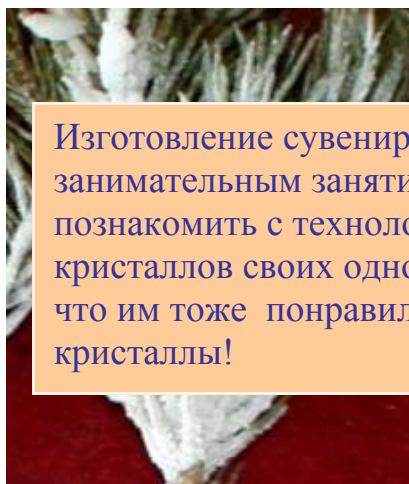 Изготовление сувенир
занимательным заняти
познакомить с техноло
кристаллов своих одно
что им тоже понравил
кристаллы!